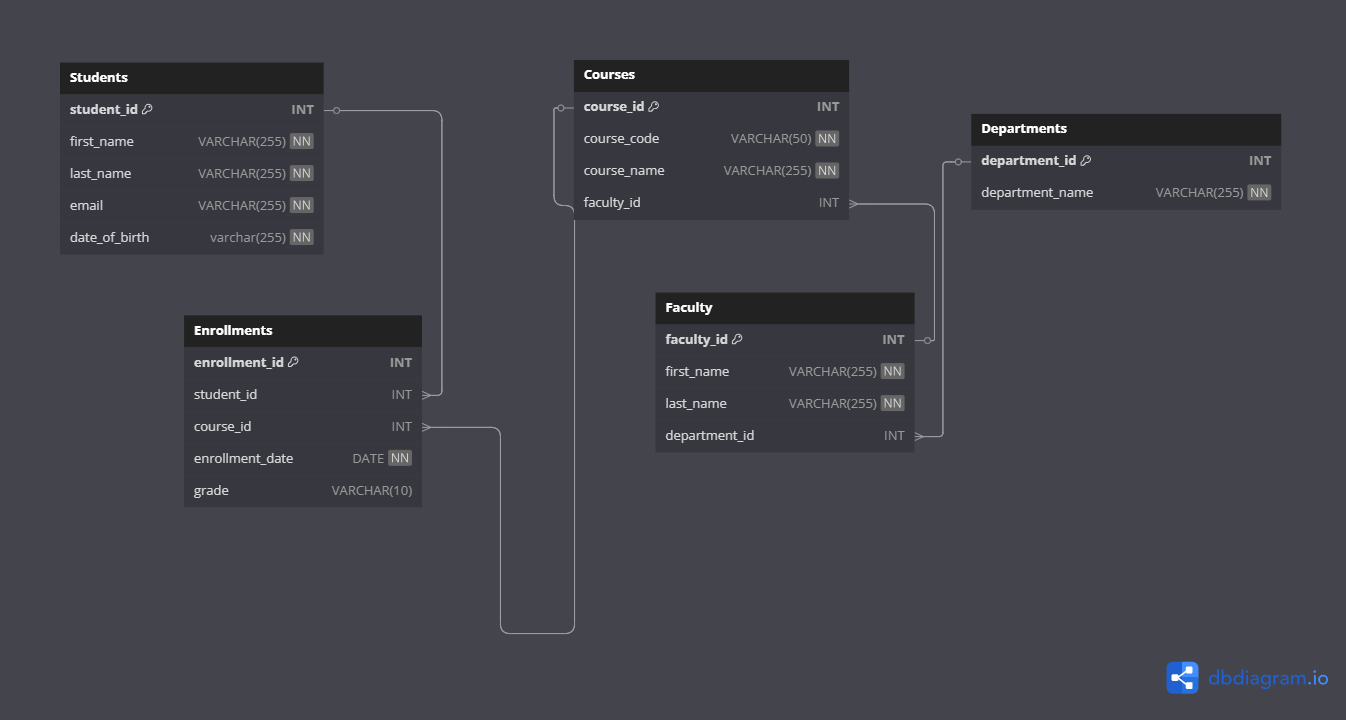 Students
student_id INT
first_name VARCHAR(255) NN
last_name VARCHAR(255) NN
email VARCHAR(255) NN
date_of_birth varchar(255) NN
Courses
course_id INT
course_code VARCHAR(50) NN
course_name VARCHAR(255) NN
faculty_id INT
Departments
department_id INT
department_name VARCHAR(255) NN
Enrollments
enrollment_id INT
student_id INT
course_id INT
enrollment_date DATE NN
grade VARCHAR(10)
Faculty
faculty_id INT
first_name VARCHAR(255) NN
last_name VARCHAR(255) NN
department_id INT
dbdiagram.io